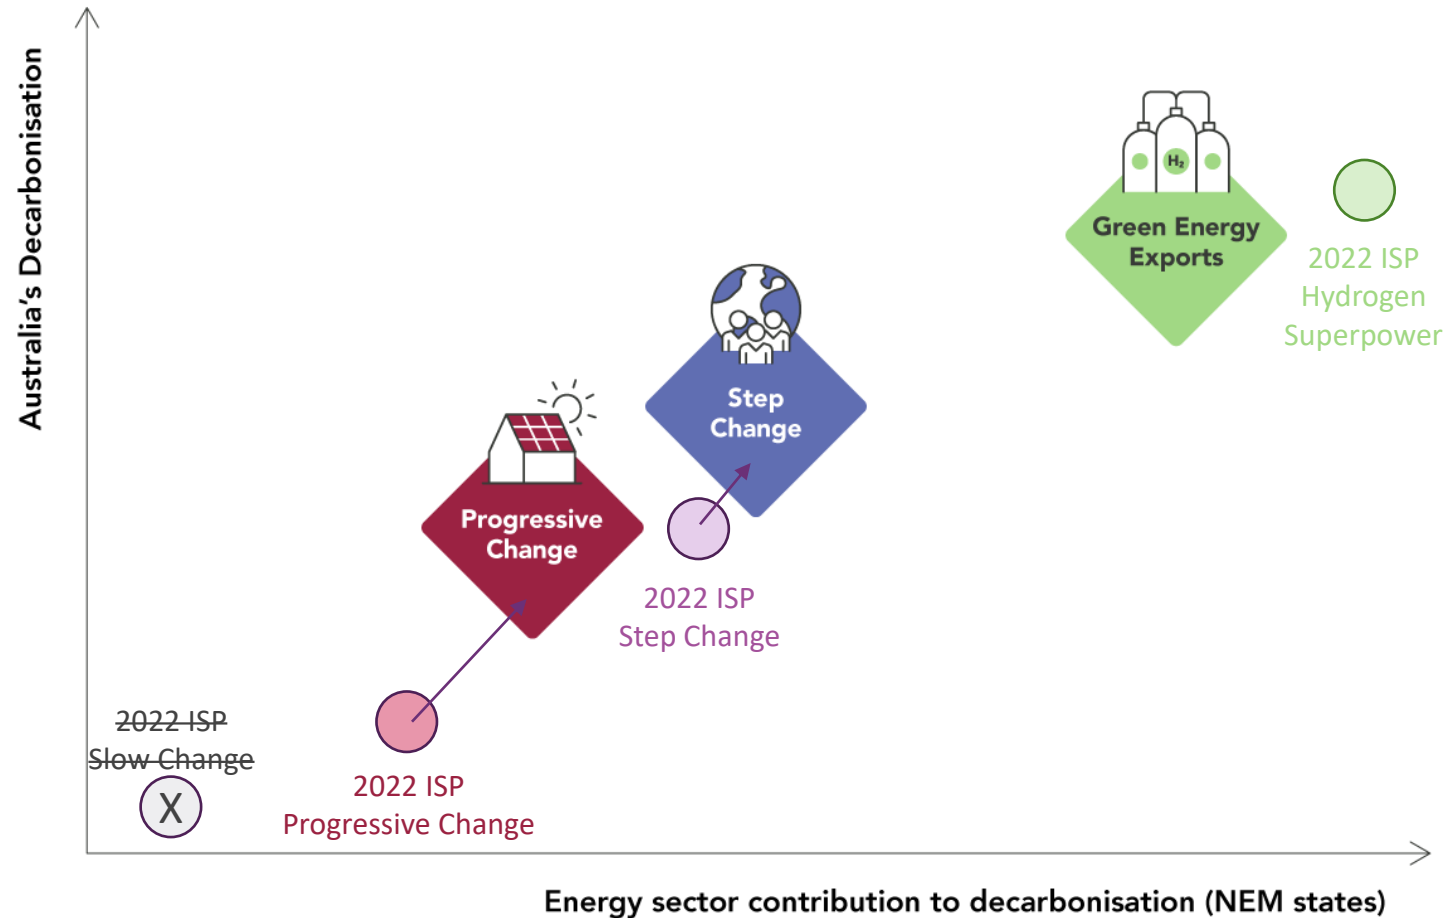 Australia's Decarbonisation
H₂
Green Energy
Exports
2022 ISP
Hydrogen
Superpower
Step
Change
Progressive
Change
2022 ISP
Step Change
2022 ISP
Slow Change
X
2022 ISP
Progressive Change
Energy sector contribution to decarbonisation (NEM states)